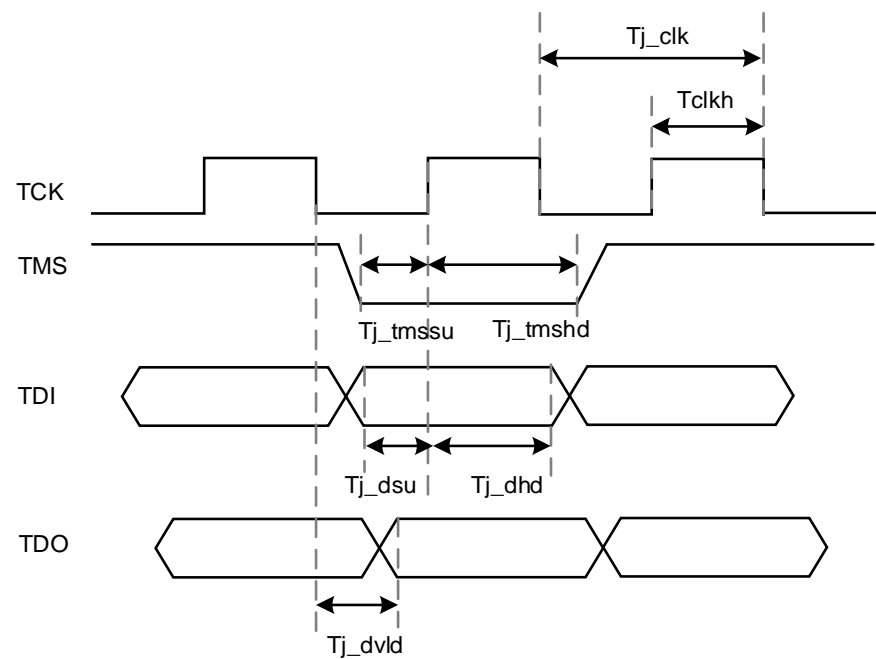 Tj_clk
Tclkh
TCK
TMS
Tj_tmssu
Tj_tmshd
TDI
Tj_dsu
Tj_dhd
TDO
Tj_dvld